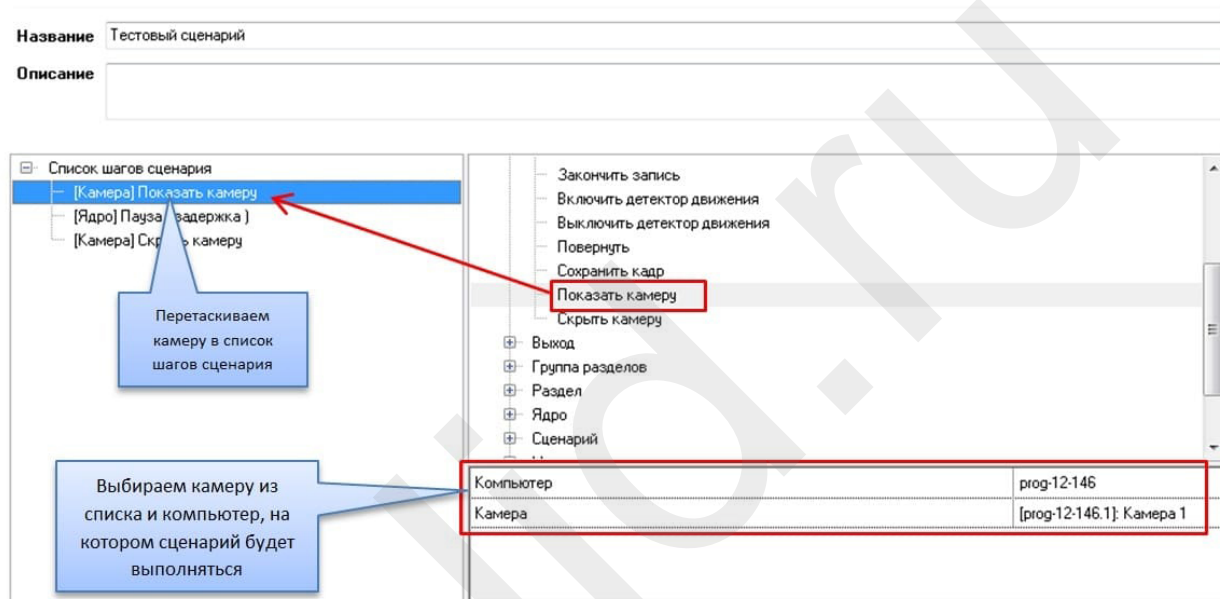 Название Тестовый сценарий
Описание
Список шагов сценария
[Камера] Показать камеру
[Ядро] Пауза задержка )
[Камера] камеру
Перетаскиваем
камеру в список
шагов сценария
Закончить запись
Включить детектор движения
Выключить детектор движения
Повернуть
Сохранить кадр
Показать камеру
Скрыть камеру
Выход
Группа разделов
Раздел
Ядро
Сценарий
Выбираем камеру из
списка и компьютер, на
котором сценарий будет
выполняться
Компьютер prog-12-146
Камера [prog-12-146.1]: Камера 1
lid.ru